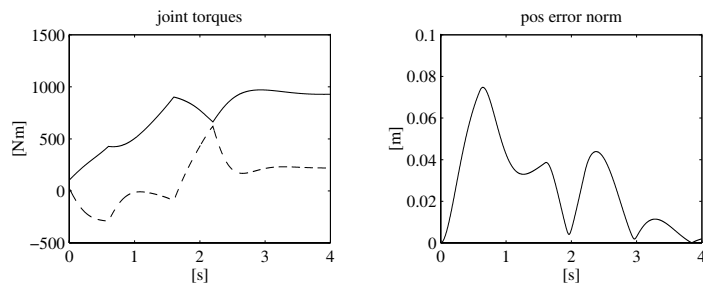 joint torques
1500
1000
500
0
−500
[Nm]
0 1 2 3 4
[s]
pos error norm
0.1
0.08
0.06
0.04
0.02
0
[m]
0 1 2 3 4
[s]